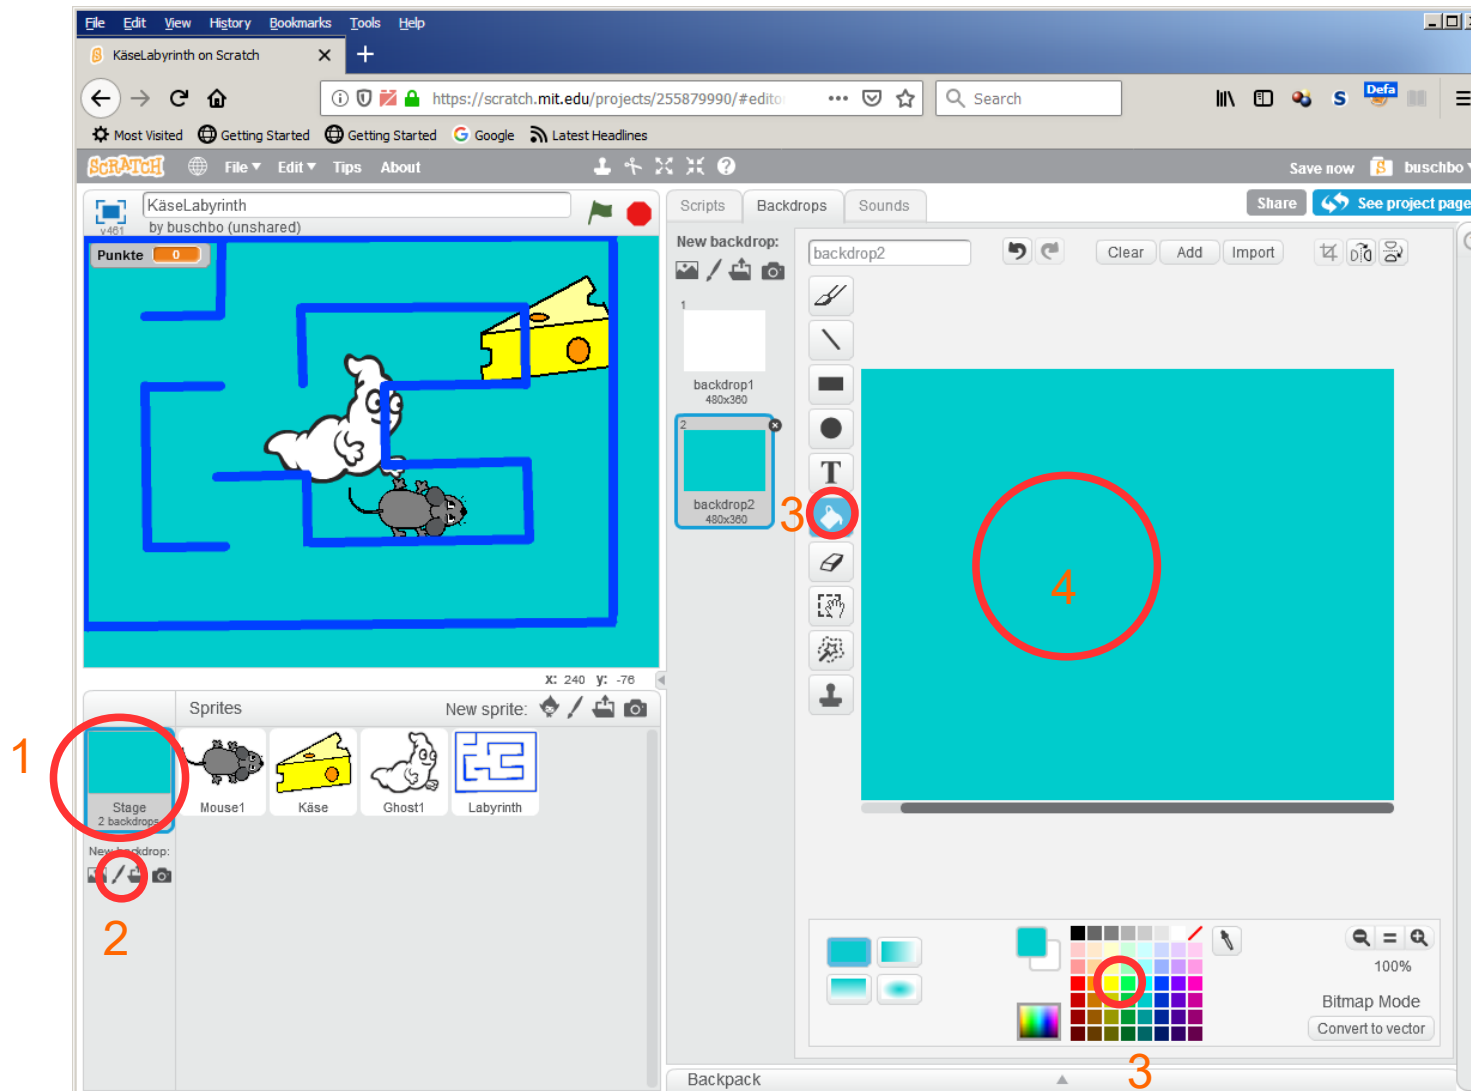 File Edit View History Bookmarks Tools Help
KäseLabyrinth on Scratch
https://scratch.mit.edu/projects/255879990/#edito
Search
Defa
Most Visited Getting Started Getting Started Google Latest Headlines
SCRATCH File Edit Tips About Save now buschbo
KäseLabyrinth
v461 by buschbo (unshared)
Scripts Backdrops Sounds Share See project page
Punkte 0
New backdrop:
backdrop2 Clear Add Import
1
backdrop1
480x360
2
backdrop2
480x360
T
3
4
x: 240 y: -76
Sprites New sprite:
1
Stage
2 backdrops
Mouse1 Käse Ghost1 Labyrinth
New backdrop:
2
100%
Bitmap Mode
Convert to vector
3
Backpack